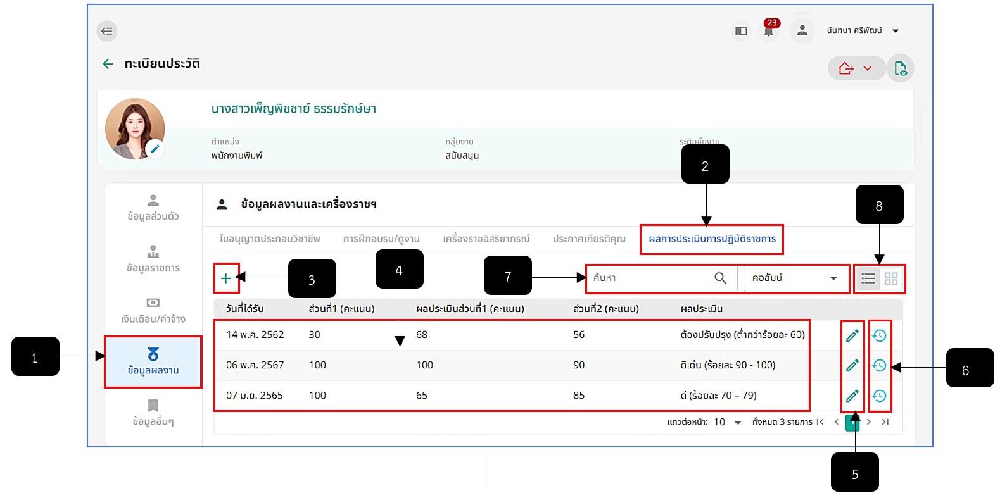 23
นันทนา ศรีพัฒน์
ทะเบียนประวัติ
นางสาวเพ็ญพิชชาย์ ธรรมรักษ์ษา
ตำแหน่ง กลุ่มงาน ระดับชั้นงาน
พนักงานพิมพ์ สนับสนุน
2
8
ข้อมูลส่วนตัว
ข้อมูลผลงานและเครื่องราชฯ
ใบอนุญาตประกอบวิชาชีพ การฝึกอบรม/ดูงาน เครื่องราชอิสริยาภรณ์ ประกาศเกียรติคุณ ผลการประเมินการปฏิบัติราชการ
ข้อมูลราชการ
3 4 7
ค้นหา คอลัมน์
เงินเดือน/ค่าจ้าง
วันที่ได้รับ ส่วนที่1 (คะแนน) ผลประเมินส่วนที่1 (คะแนน) ส่วนที่2 (คะแนน) ผลประเมิน
14 พ.ค. 2562 30 68 56 ต้องปรับปรุง (ต่ำกว่าร้อยละ 60)
1
ข้อมูลผลงาน
06 พ.ค. 2567 100 100 90 ดีเด่น (ร้อยละ 90 - 100)
6
07 มิ.ย. 2565 100 65 85 ดี (ร้อยละ 70 – 79)
ข้อมูลอื่นๆ
แถวต่อหน้า: 10 ทั้งหมด 3 รายการ 1
5